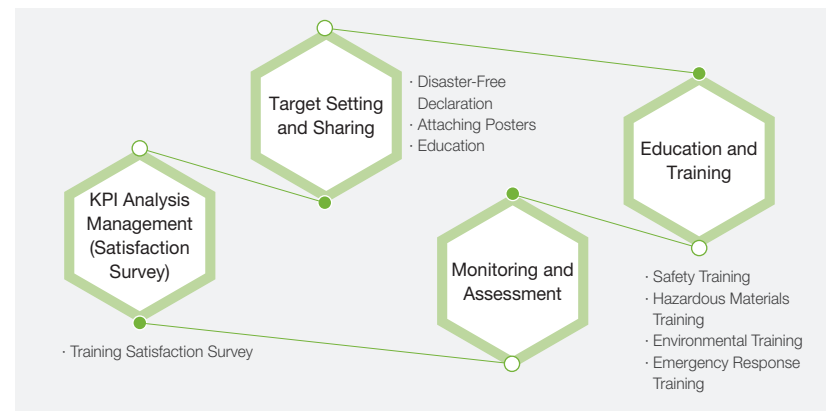 Target Setting
and Sharing
· Disaster-Free
Declaration
· Attaching Posters
· Education
Education and
Training
· Safety Training
· Hazardous Materials
Training
· Environmental Training
· Emergency Response
Training
KPI Analysis
Management
(Satisfaction
Survey)
· Training Satisfaction Survey
Monitoring and
Assessment